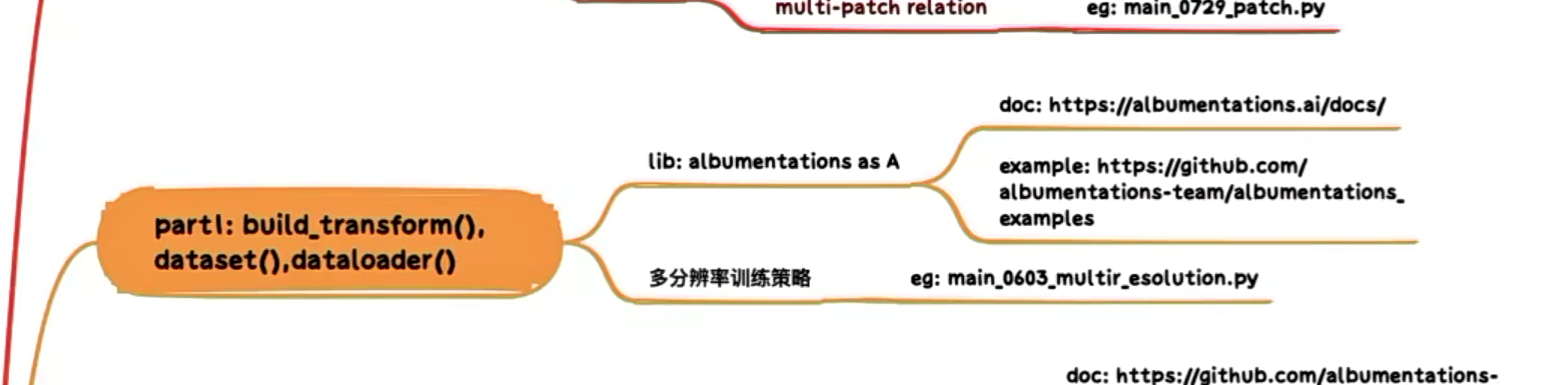 multi-patch relation
eg: main_0729_patch.py
doc: https://albumentations.ai/docs/
lib: albumentations as A
example: https://github.com/
albumentations-team/albumentations_
examples
part1: build_transform(),
dataset(),dataloader()
多分辨率训练策略
eg: main_0603_multir_esolution.py
doc: https://github.com/albumentations-